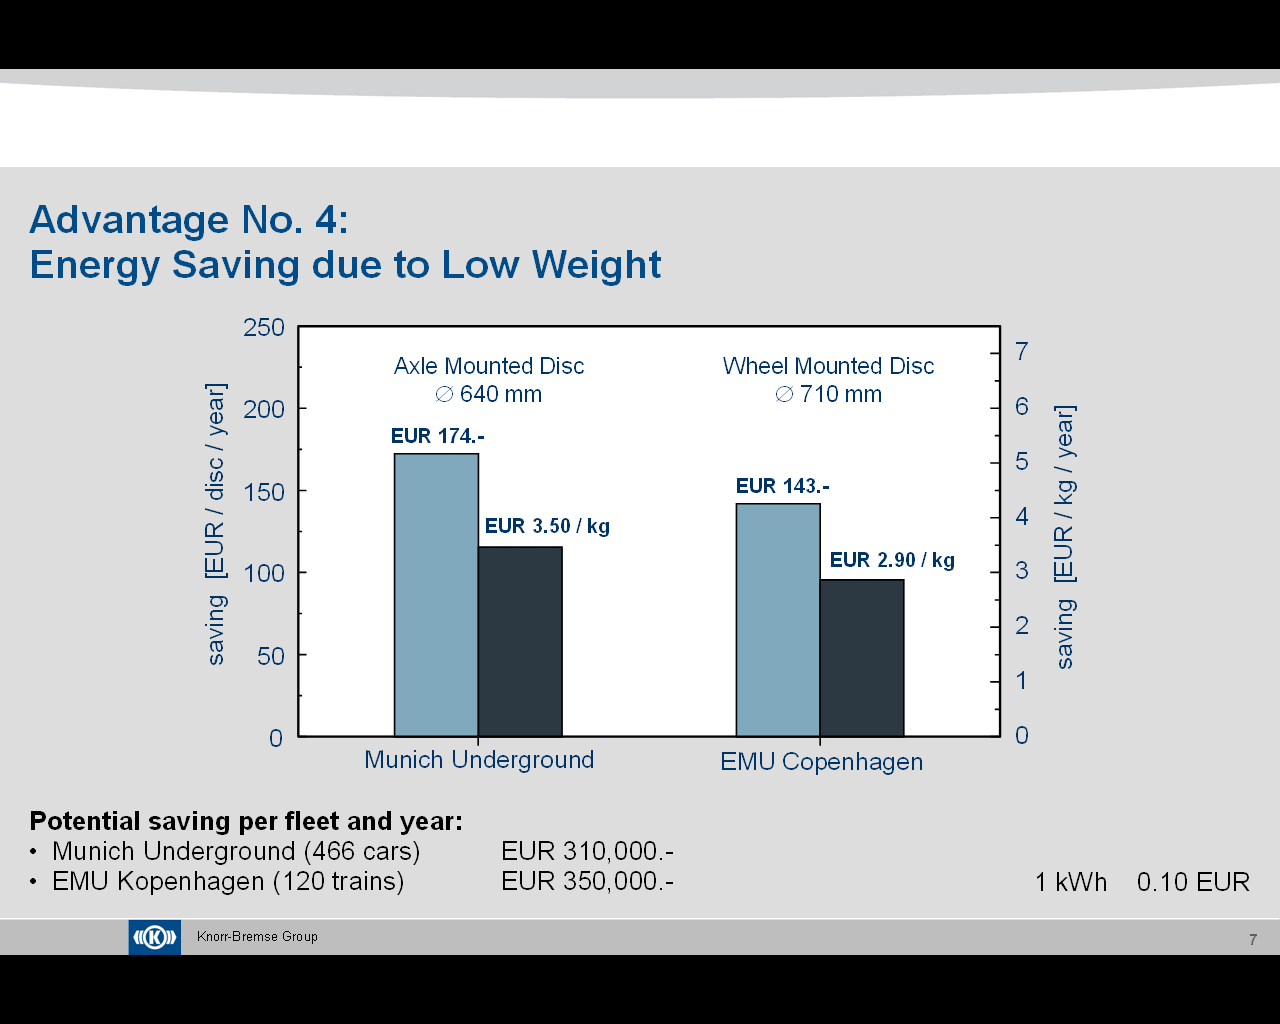 Advantage No. 4:
Energy Saving due to Low Weight
saving [EUR / disc / year]
250
200
150
100
50
0
Axle Mounted Disc
∅ 640 mm
EUR 174.-
EUR 3.50 / kg
Wheel Mounted Disc
∅ 710 mm
EUR 143.-
EUR 2.90 / kg
7
6
5
4
3
2
1
0
saving [EUR / kg / year]
Munich Underground
EMU Copenhagen
Potential saving per fleet and year:
• Munich Underground (466 cars) EUR 310,000.-
• EMU Kopenhagen (120 trains) EUR 350,000.-
1 kWh 0.10 EUR
K
Knorr-Bremse Group
7